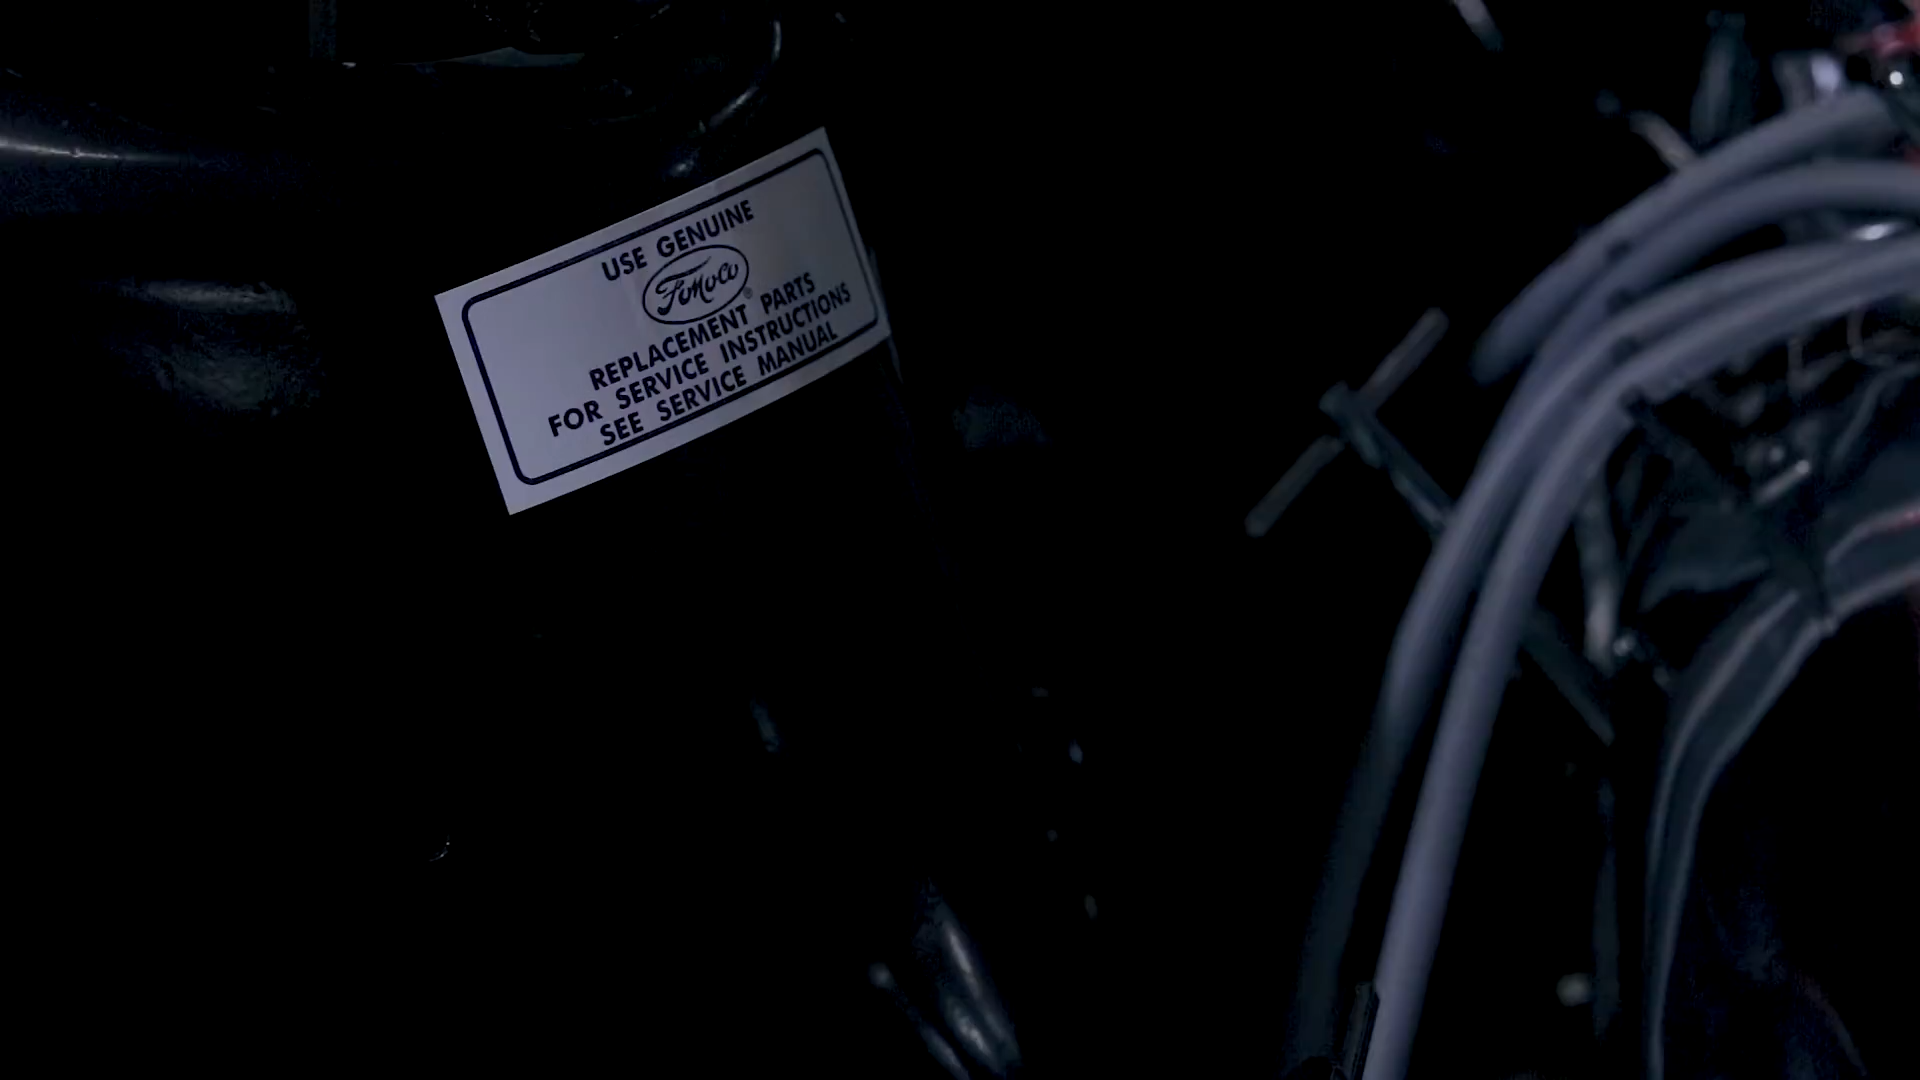 USE GENUINE
FoMoCo®
REPLACEMENT PARTS
FOR SERVICE INSTRUCTIONS
SEE SERVICE MANUAL